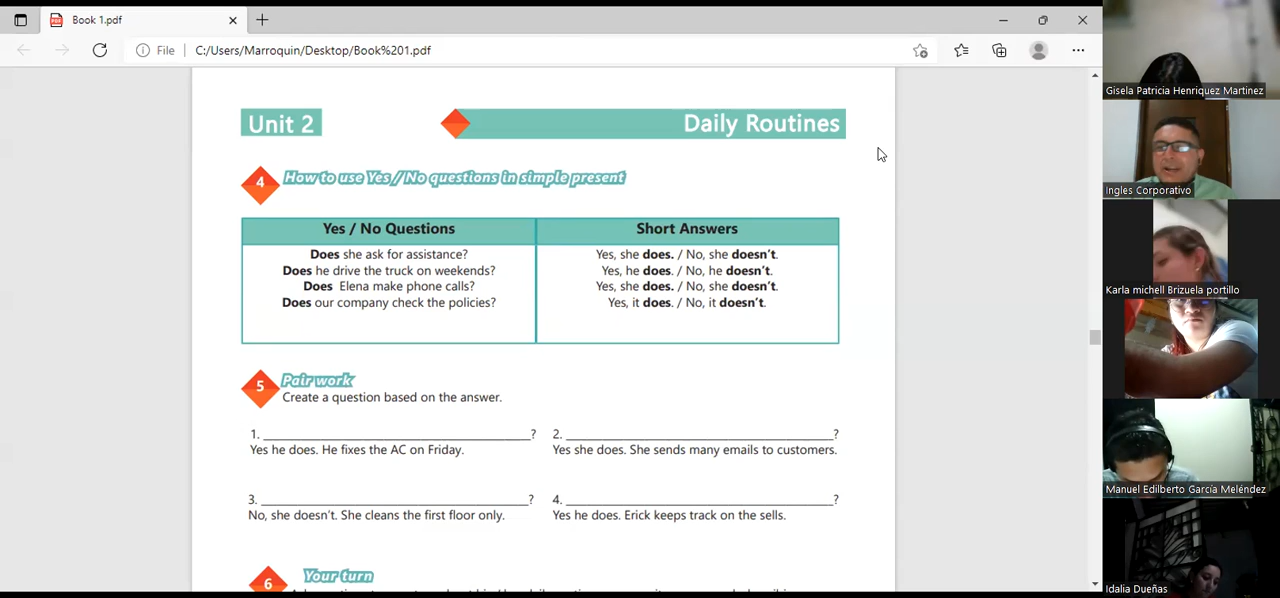 Book 1.pdf
File
C:/Users/Marroquin/Desktop/Book%201.pdf
Unit 2
Daily Routines
4
How to use Yes / No questions in simple present
Yes / No Questions
Short Answers
Does she ask for assistance?
Yes, she does. / No, she doesn't.
Does he drive the truck on weekends?
Yes, he does. / No, he doesn't.
Does Elena make phone calls?
Yes, she does. / No, she doesn't.
Does our company check the policies?
Yes, it does. / No, it doesn't.
5
Pair work
Create a question based on the answer.
1. ______________________________?
2. ______________________________?
Yes he does. He fixes the AC on Friday.
Yes she does. She sends many emails to customers.
3. ______________________________?
4. ______________________________?
No, she doesn't. She cleans the first floor only.
Yes he does. Erick keeps track on the sells.
6
Your turn
Gisela Patricia Henriquez Martinez
Ingles Corporativo
Karla michell Brizuela portillo
Manuel Edilberto García Meléndez
Idalia Dueñas